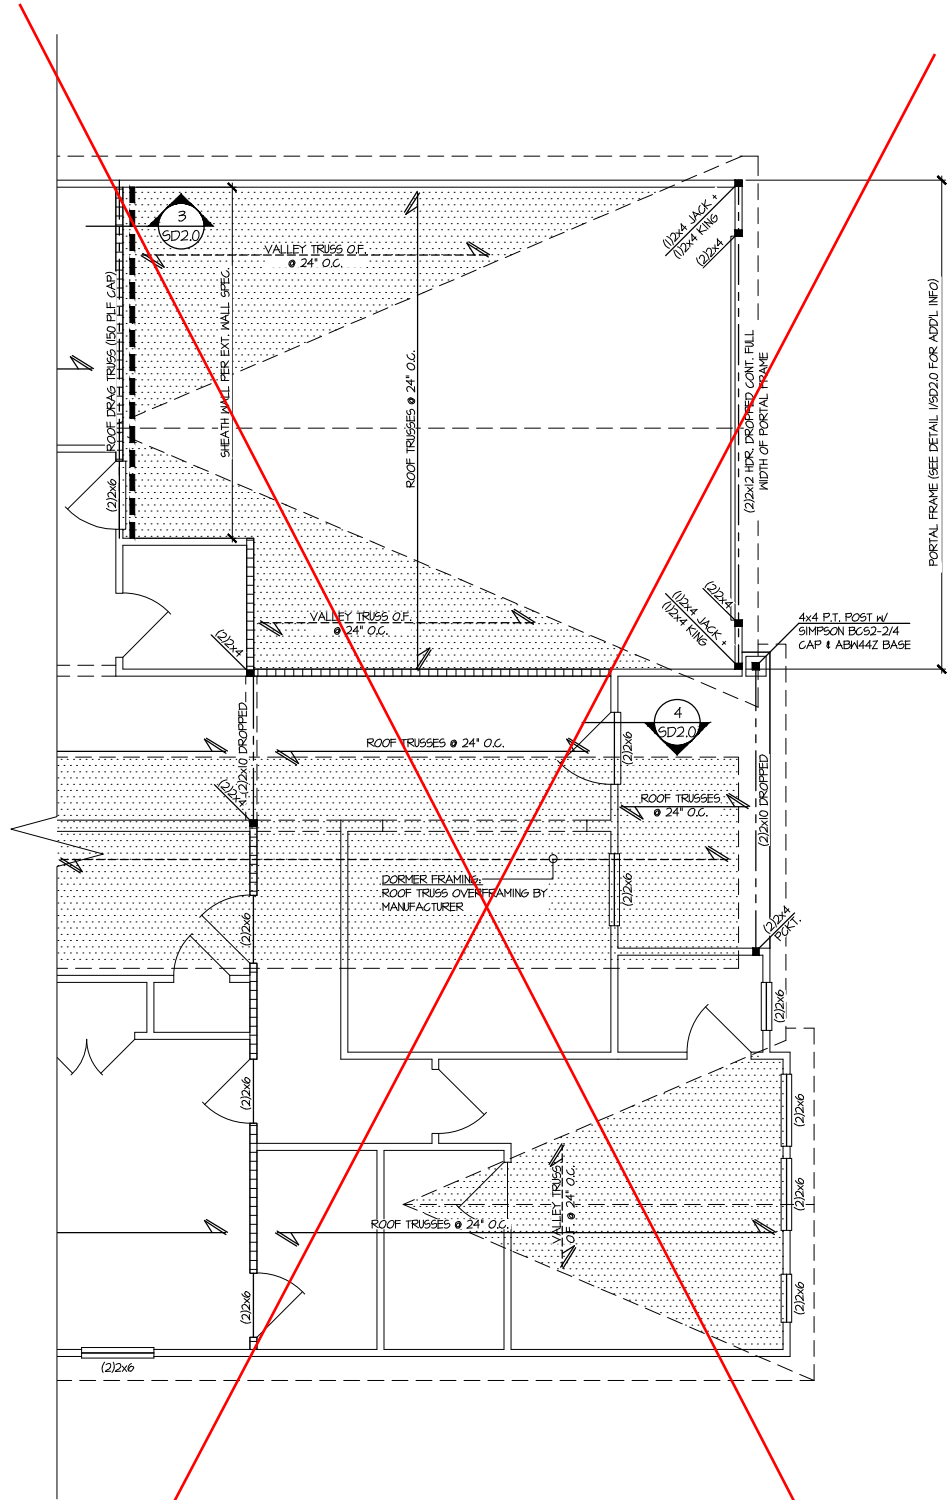 3
SD2.0
VALLEY TRUSS O.F.
@ 24" O.C.
(1)2x4 JACK +
(1)2x4 KING
(2)2x4
ROOF DRAG TRUSS (150 PLF CAP)
SHEATH WALL PER EXT. WALL SPEC.
ROOF TRUSSES @ 24" O.C.
(2)2x12 HDR. DROPPED CONT. FULL
WIDTH OF PORTAL FRAME
PORTAL FRAME (SEE DETAIL 1/SD2.0 FOR ADD'L INFO)
(2)2x6
VALLEY TRUSS O.F.
@ 24" O.C.
(2)2x4
(2)2x4
(1)2x4 JACK +
(1)2x4 KING
4x4 P.T. POST W/
SIMPSON BCS2-2/4
CAP & ABW44Z BASE
4
SD2.0
(2)2x10 DROPPED
ROOF TRUSSES @ 24" O.C.
(2)2x6
(2)2x4
ROOF TRUSSES
@ 24" O.C.
(2)2x10 DROPPED
DORMER FRAMING:
ROOF TRUSS OVERFRAMING BY
MANUFACTURER
(2)2x6
(2)2x6
(2)2x4
PCKT.
(2)2x6
(2)2x6
(2)2x6
VALLEY TRUSS
O.F. @ 24" O.C.
(2)2x6
ROOF TRUSSES @ 24" O.C.
(2)2x6
(2)2x6
(2)2x6